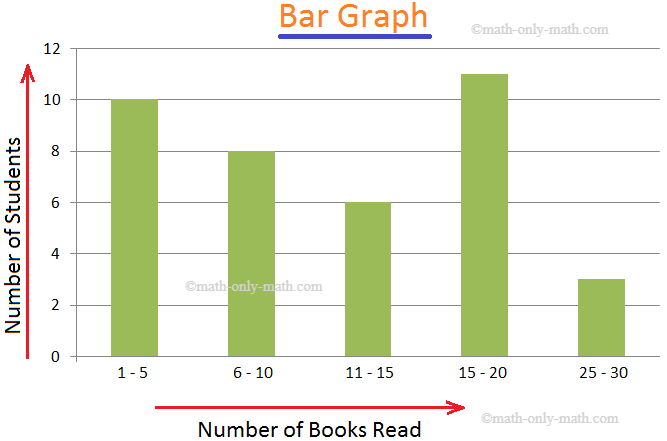 Bar Graph
©math-only-math.com
12
10
8
6
4
2
0
Number of Students
©math-only-math.com
1 - 5 6 - 10 11 - 15 15 - 20 25 - 30
Number of Books Read
©math-only-math.com